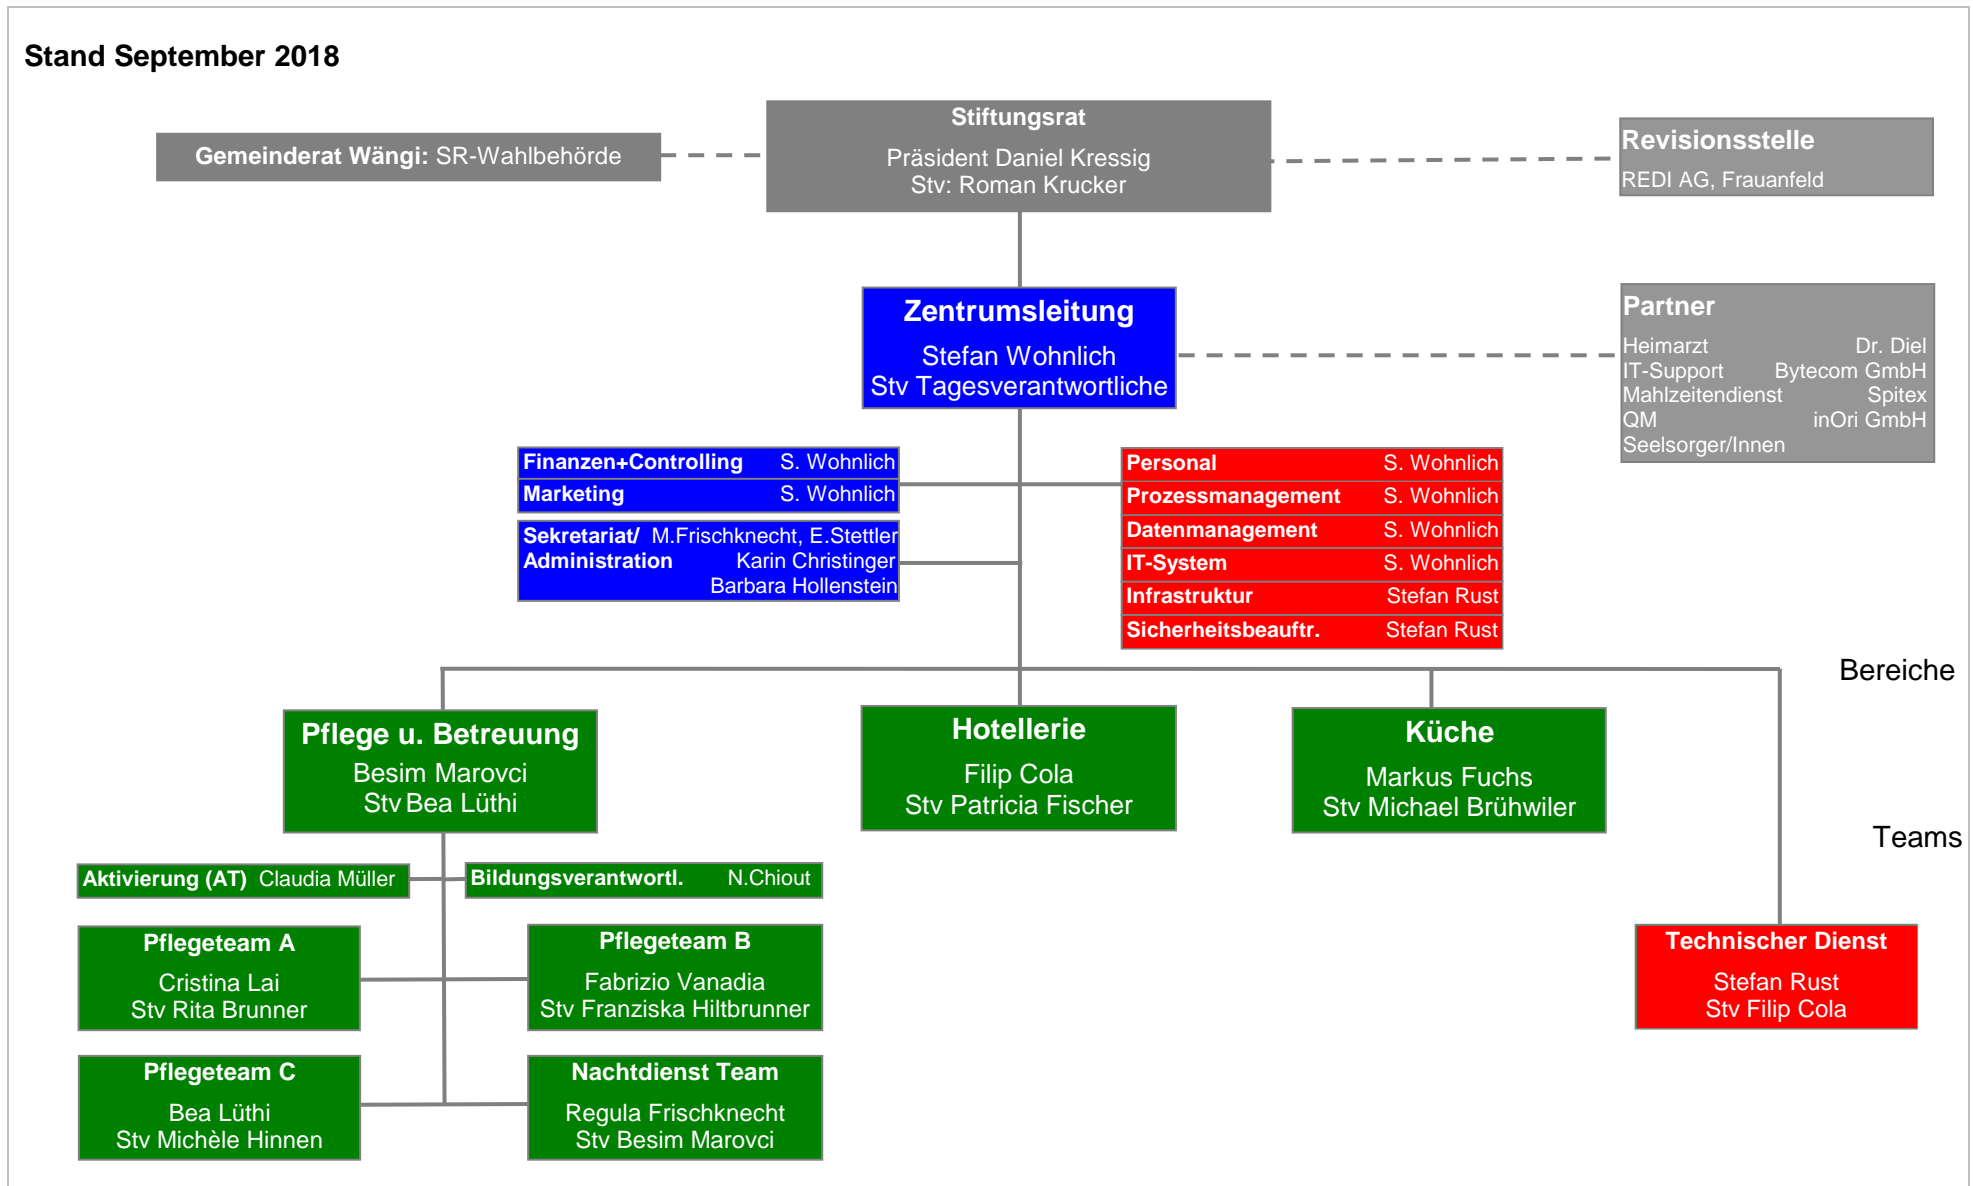 Stand September 2018
Stiftungsrat
Präsident Daniel Kressig
Stv: Roman Krucker
Gemeinderat Wängi: SR-Wahlbehörde
Revisionsstelle
REDI AG, Frauanfeld
Zentrumsleitung
Stefan Wohnlich
Stv Tagesverantwortliche
Partner
Heimarzt Dr. Diel
IT-Support Bytecom GmbH
Mahlzeitendienst Spitex
QM inOri GmbH
Seelsorger/Innen
Finanzen+Controlling S. Wohnlich
Marketing S. Wohnlich
Sekretariat/ M.Frischknecht, E.Stettler
Administration Karin Christinger
Barbara Hollenstein
Personal S. Wohnlich
Prozessmanagement S. Wohnlich
Datenmanagement S. Wohnlich
IT-System S. Wohnlich
Infrastruktur Stefan Rust
Sicherheitsbeauftr. Stefan Rust
Bereiche
Pflege u. Betreuung
Besim Marovci
Stv Bea Lüthi
Hotellerie
Filip Cola
Stv Patricia Fischer
Küche
Markus Fuchs
Stv Michael Brühwiler
Teams
Aktivierung (AT) Claudia Müller
Bildungsverantwortl. N.Chiout
Pflegeteam A
Cristina Lai
Stv Rita Brunner
Pflegeteam B
Fabrizio Vanadia
Stv Franziska Hiltbrunner
Technischer Dienst
Stefan Rust
Stv Filip Cola
Pflegeteam C
Bea Lüthi
Stv Michèle Hinnen
Nachtdienst Team
Regula Frischknecht
Stv Besim Marovci